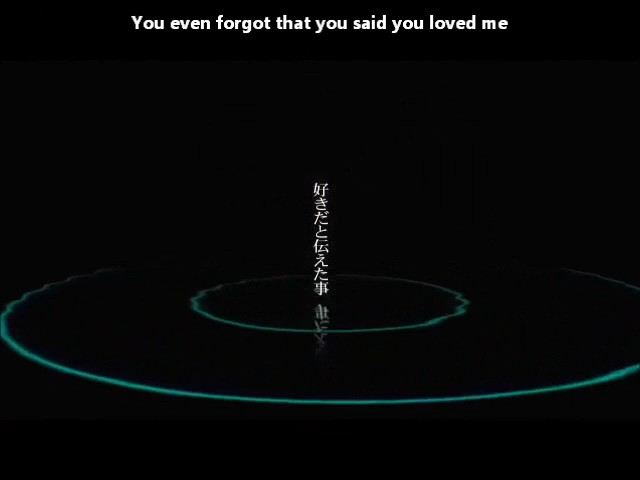 You even forgot that you said you loved me
好きだと伝えた事